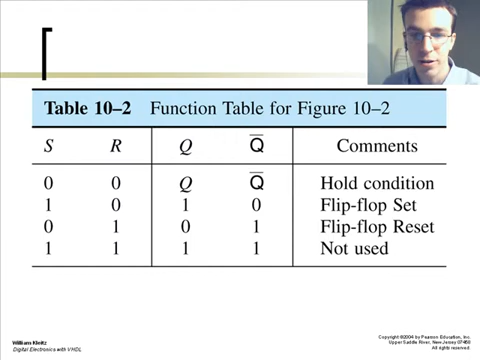 Table 10–2 Function Table for Figure 10–2
S R Q Q̅ Comments
0 0 Q Q̅ Hold condition
1 0 1 0 Flip-flop Set
0 1 0 1 Flip-flop Reset
1 1 1 1 Not used
William Kleitz
Digital Electronics with VHDL
Copyright ©2004 by Pearson Education, Inc.
Upper Saddle River, New Jersey 07458
All rights reserved.